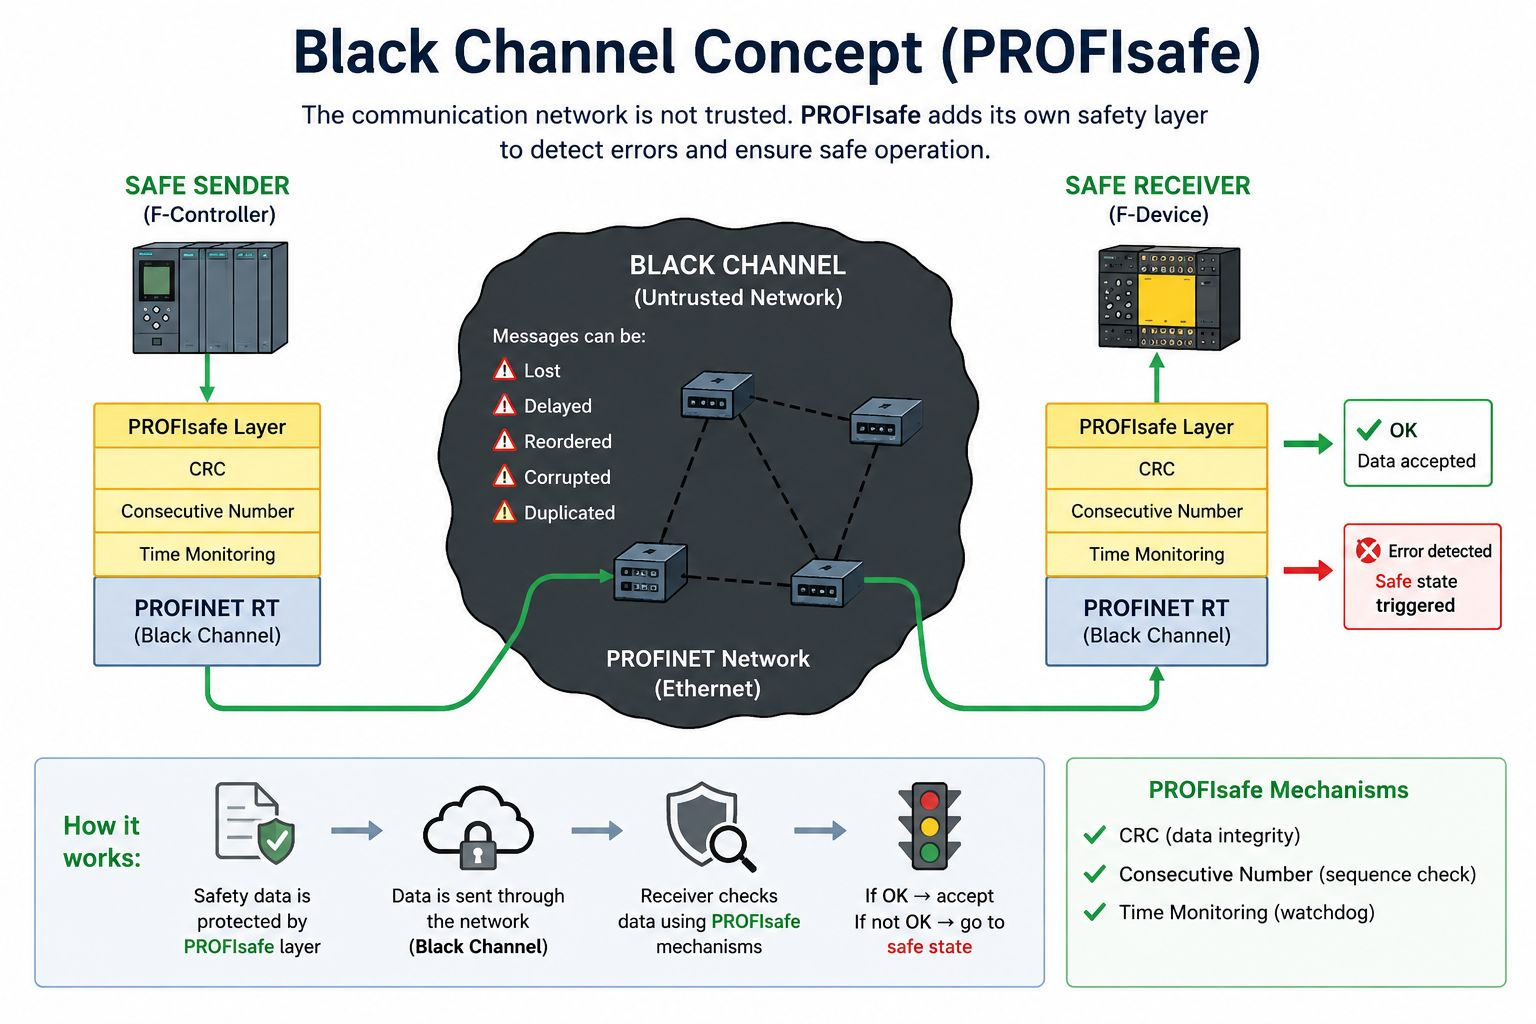 Black Channel Concept (PROFIsafe)
The communication network is not trusted. PROFIsafe adds its own safety layer
to detect errors and ensure safe operation.
SAFE SENDER
(F-Controller)
PROFIsafe Layer
CRC
Consecutive Number
Time Monitoring
PROFINET RT
(Black Channel)
BLACK CHANNEL
(Untrusted Network)
Messages can be:
Lost
Delayed
Reordered
Corrupted
Duplicated
PROFINET Network
(Ethernet)
SAFE RECEIVER
(F-Device)
PROFIsafe Layer
CRC
Consecutive Number
Time Monitoring
PROFINET RT
(Black Channel)
OK
Data accepted
Error detected
Safe state
triggered
How it
works:
Safety data is
protected by
PROFIsafe layer
Data is sent through
the network
(Black Channel)
Receiver checks
data using PROFIsafe
mechanisms
If OK → accept
If not OK → go to
safe state
PROFIsafe Mechanisms
CRC (data integrity)
Consecutive Number (sequence check)
Time Monitoring (watchdog)